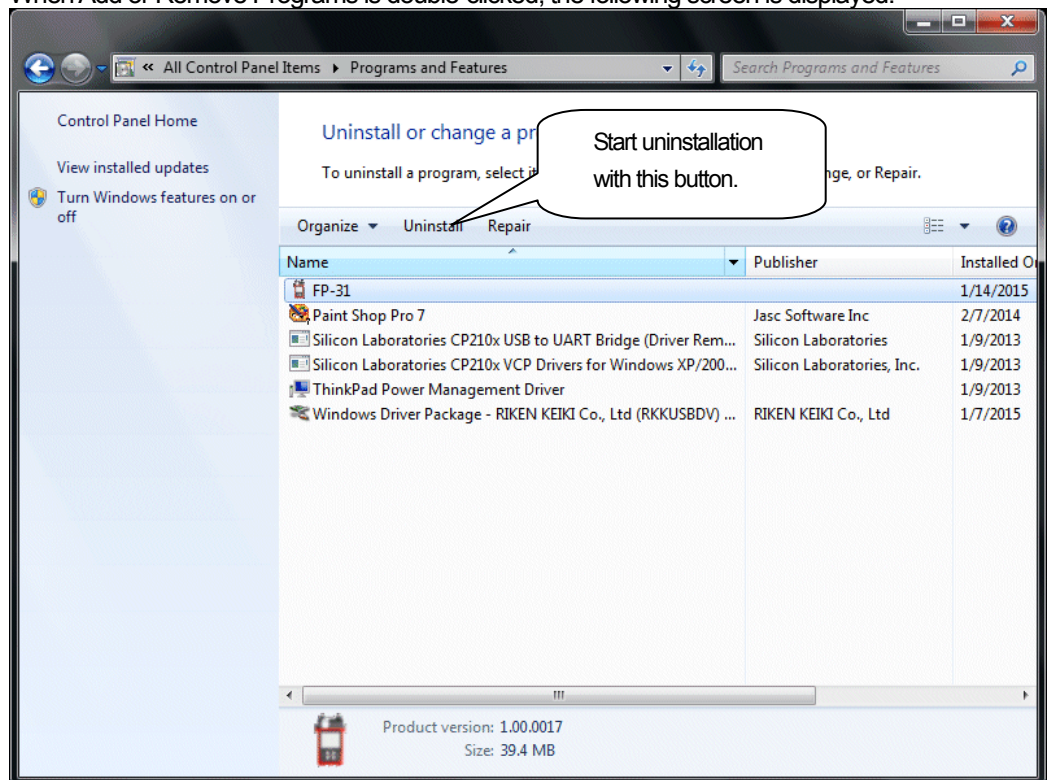 When Add or Remove Programs is double-clicked, the following screen is displayed.
« All Control Panel Items ▸ Programs and Features
Search Programs and Features
Control Panel Home
View installed updates
Turn Windows features on or
off
Uninstall or change a pr
To uninstall a program, select it
nge, or Repair.
Start uninstallation
with this button.
Organize Uninstall Repair
Name Publisher Installed O
FP-31 1/14/2015
Paint Shop Pro 7 Jasc Software Inc 2/7/2014
Silicon Laboratories CP210x USB to UART Bridge (Driver Rem... Silicon Laboratories 1/9/2013
Silicon Laboratories CP210x VCP Drivers for Windows XP/200... Silicon Laboratories, Inc. 1/9/2013
ThinkPad Power Management Driver 1/9/2013
Windows Driver Package - RIKEN KEIKI Co., Ltd (RKKUSBDV) ... RIKEN KEIKI Co., Ltd 1/7/2015
Product version: 1.00.0017
Size: 39.4 MB